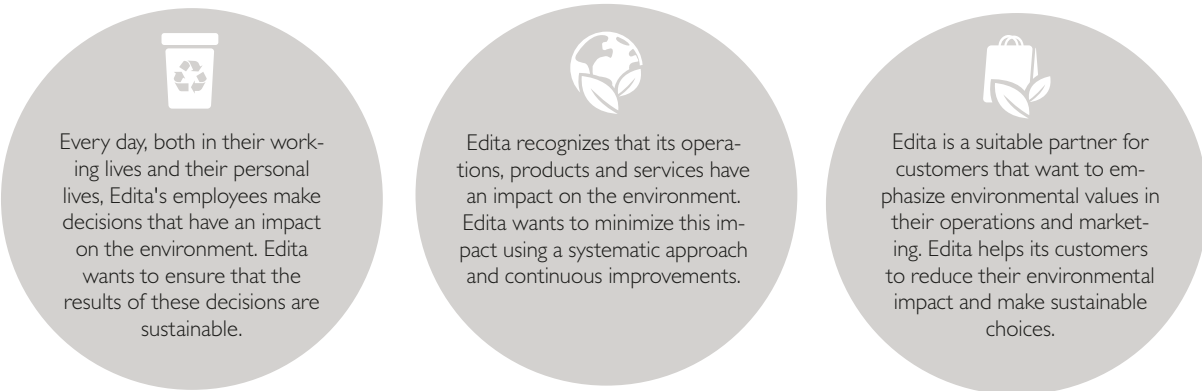 Every day, both in their work-
ing lives and their personal
lives, Edita's employees make
decisions that have an impact
on the environment. Edita
wants to ensure that the
results of these decisions are
sustainable.
Edita recognizes that its opera-
tions, products and services have
an impact on the environment.
Edita wants to minimize this im-
pact using a systematic approach
and continuous improvements.
Edita is a suitable partner for
customers that want to em-
phasize environmental values in
their operations and market-
ing. Edita helps its customers
to reduce their environmental
impact and make sustainable
choices.